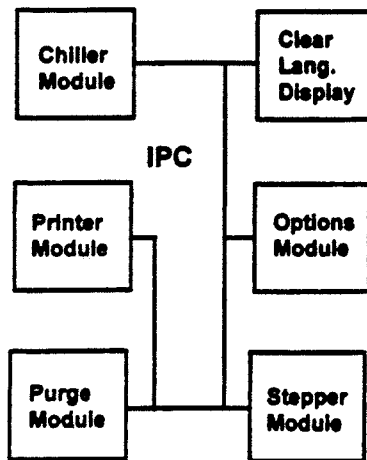 Chiller
Module
Clear
Lang.
Display
IPC
Printer
Module
Options
Module
Purge
Module
Stepper
Module